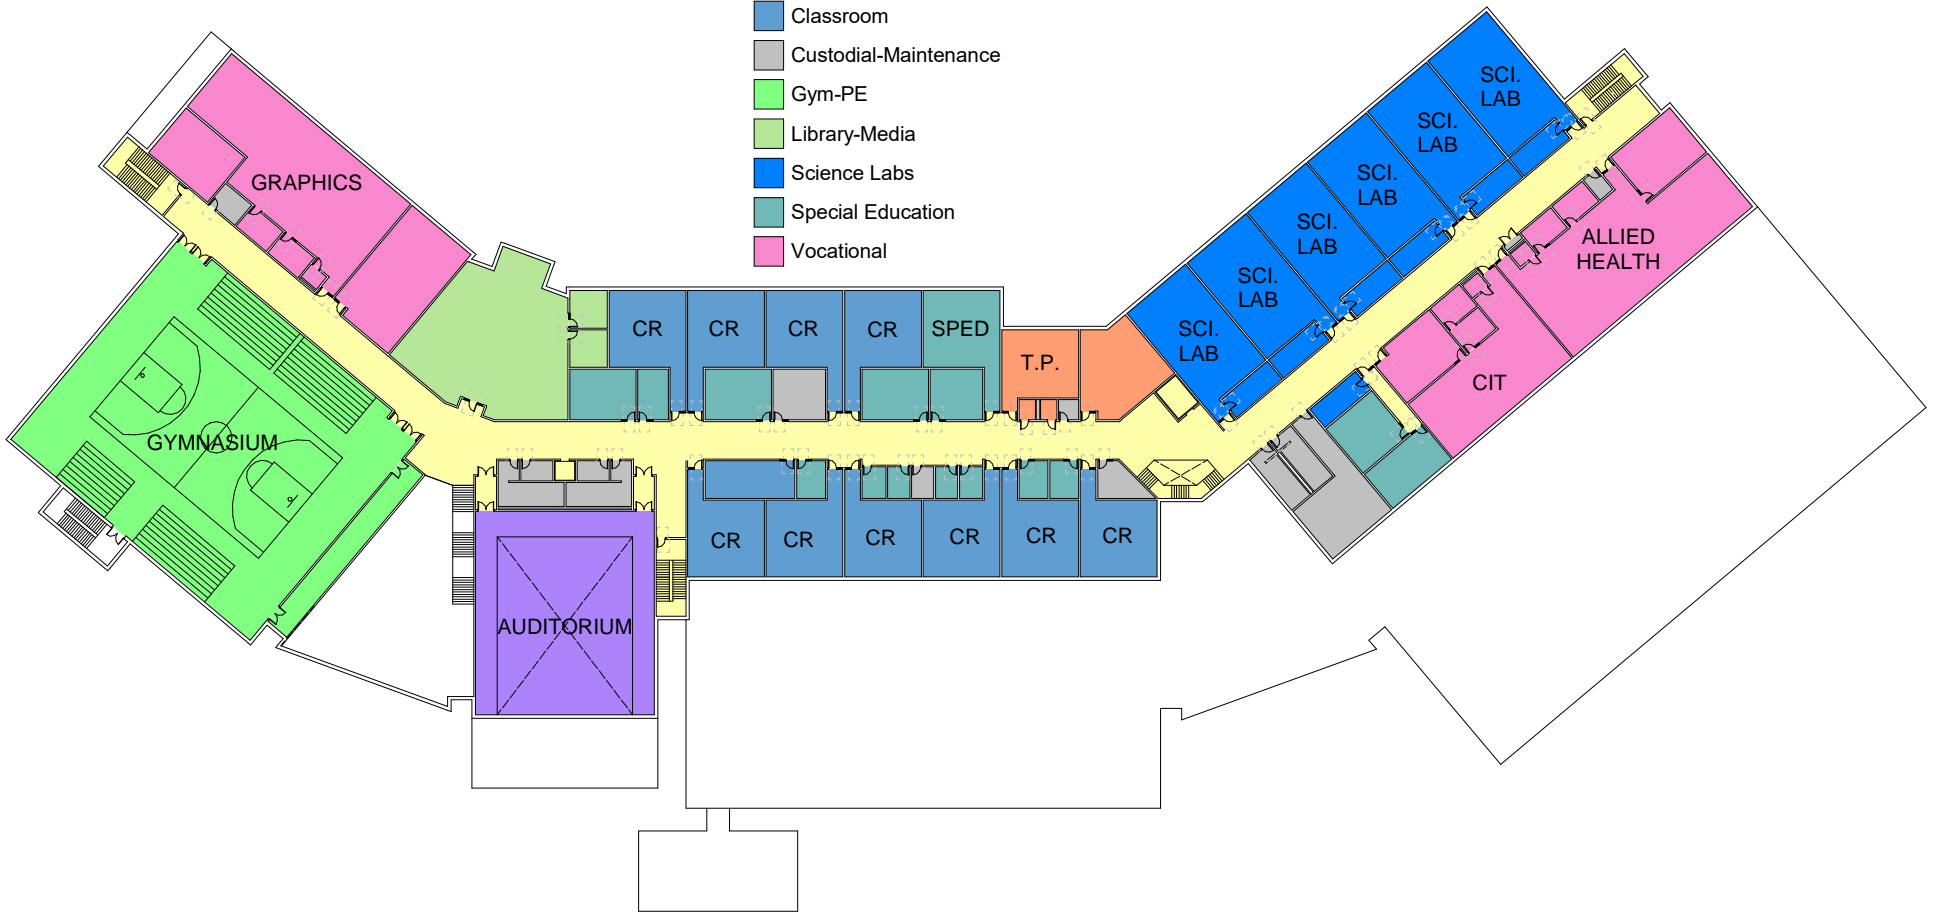 Classroom
Custodial-Maintenance
Gym-PE
Library-Media
Science Labs
Special Education
Vocational
SCI.
LAB
SCI.
LAB
SCI.
LAB
SCI.
LAB
SCI.
LAB
SCI.
LAB
GRAPHICS
ALLIED
HEALTH
CR
CR
CR
CR
SPED
T.P.
CIT
GYMNASIUM
CR
CR
CR
CR
CR
CR
AUDITORIUM